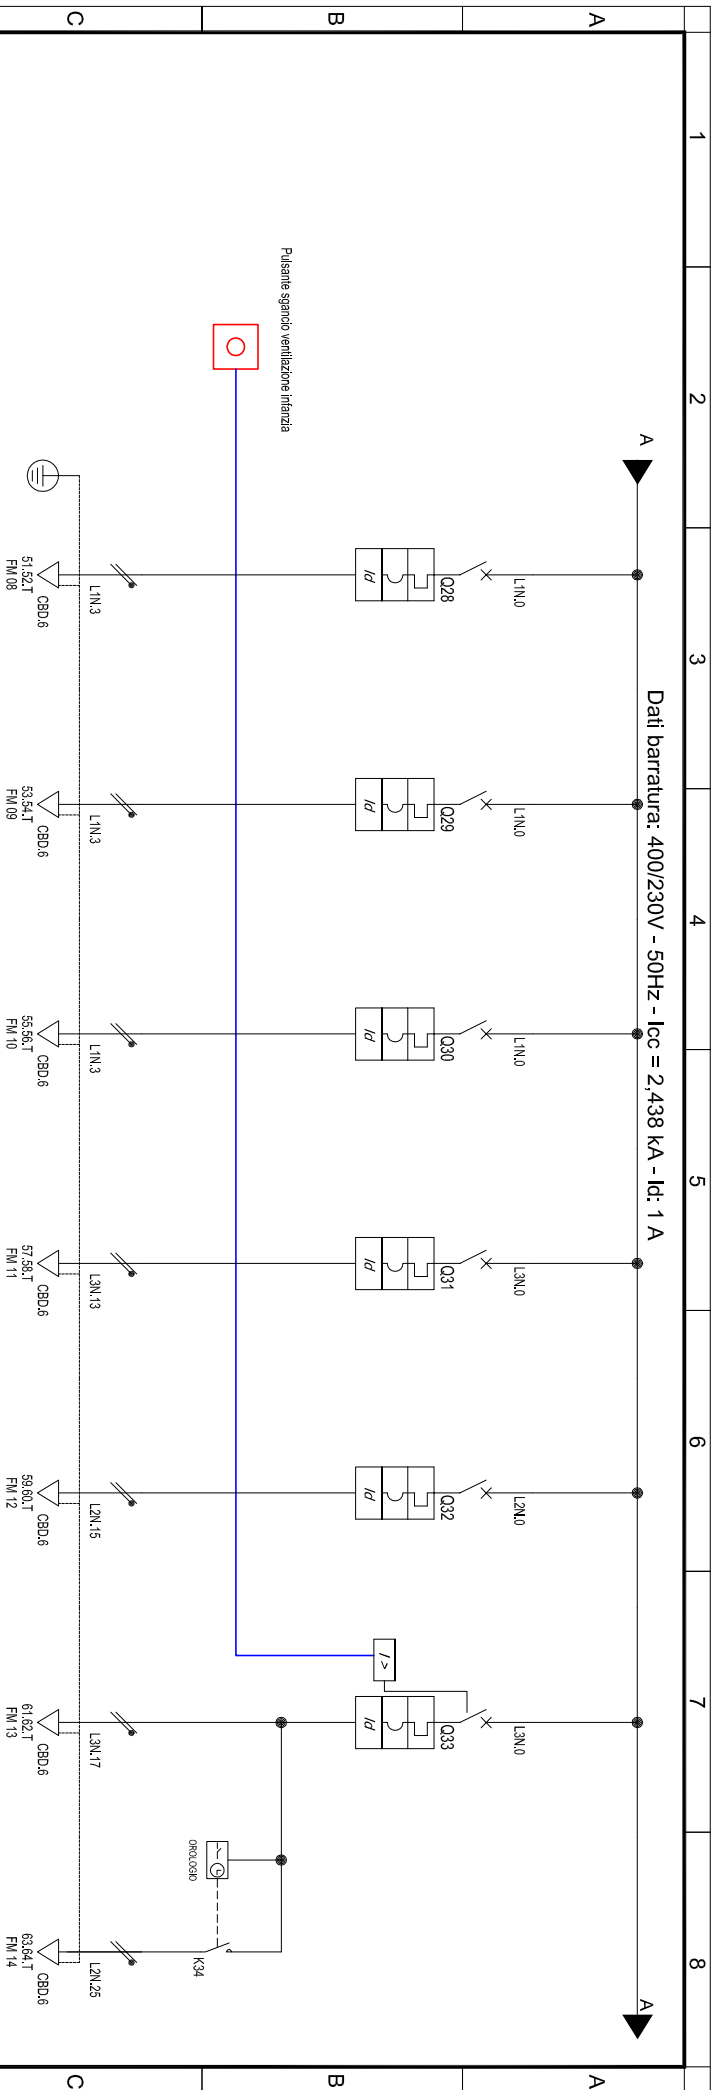 1 2 3 4 5 6 7 8
A A
Dati barratura: 400/230V - 50Hz - Icc = 2,438 kA - Id: 1 A
A A
L1N.0 L1N.0 L1N.0 L3N.0 L2N.0 L3N.0
Q28 Q29 Q30 Q31 Q32 Q33
I >
Id Id Id Id Id Id
B B
Pulsante sgancio ventilazione infanzia
OROLOGIO
K34
C C
L1N.3 L1N.3 L1N.3 L3N.13 L2N.15 L3N.17 L2N.25
CBD.6 CBD.6 CBD.6 CBD.6 CBD.6 CBD.6 CBD.6
51.52.T 53.54.T 55.56.T 57.58.T 59.60.T 61.62.T 63.64.T
FM 08 FM 09 FM 10 FM 11 FM 12 FM 13 FM 14